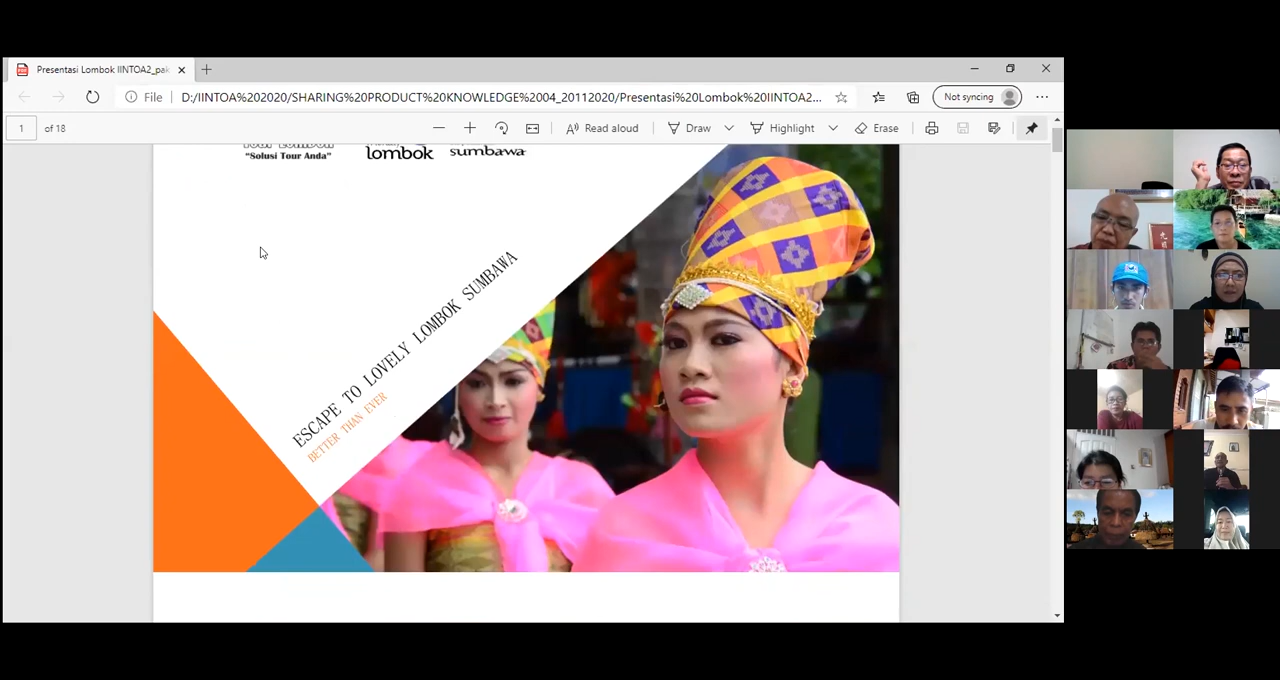 Presentasi Lombok IINTOA2_pak
Not syncing
File
D:/IINTOA%202020/SHARING%20PRODUCT%20KNOWLEDGE%2004_20112020/Presentasi%20Lombok%20IINTOA2...
1 of 18
Read aloud
Draw
Highlight
Erase
"Solusi Tour Anda"
lombok
sumbawa
ESCAPE TO LOVELY LOMBOK SUMBAWA
BETTER THAN EVER